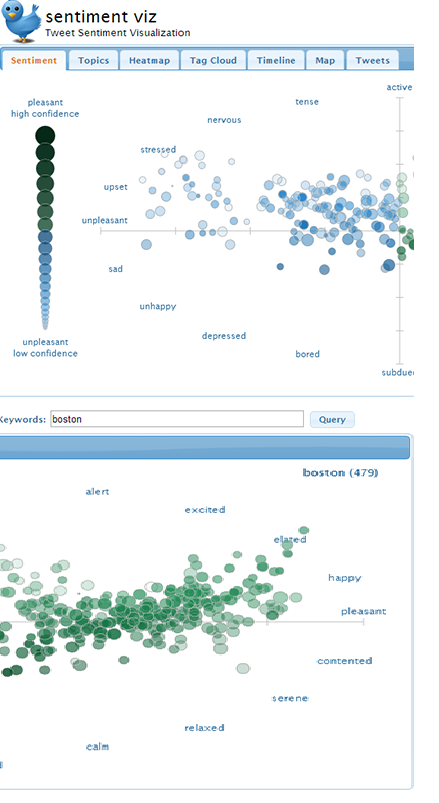 sentiment viz
Tweet Sentiment Visualization
Sentiment Topics Heatmap Tag Cloud Timeline Map Tweets
active
pleasant
high confidence
tense
nervous
stressed
upset
unpleasant
sad
unhappy
depressed
unpleasant
low confidence
bored
subdue
Keywords: boston Query
boston (479)
alert
excited
elated
happy
pleasant
contented
serene
relaxed
calm